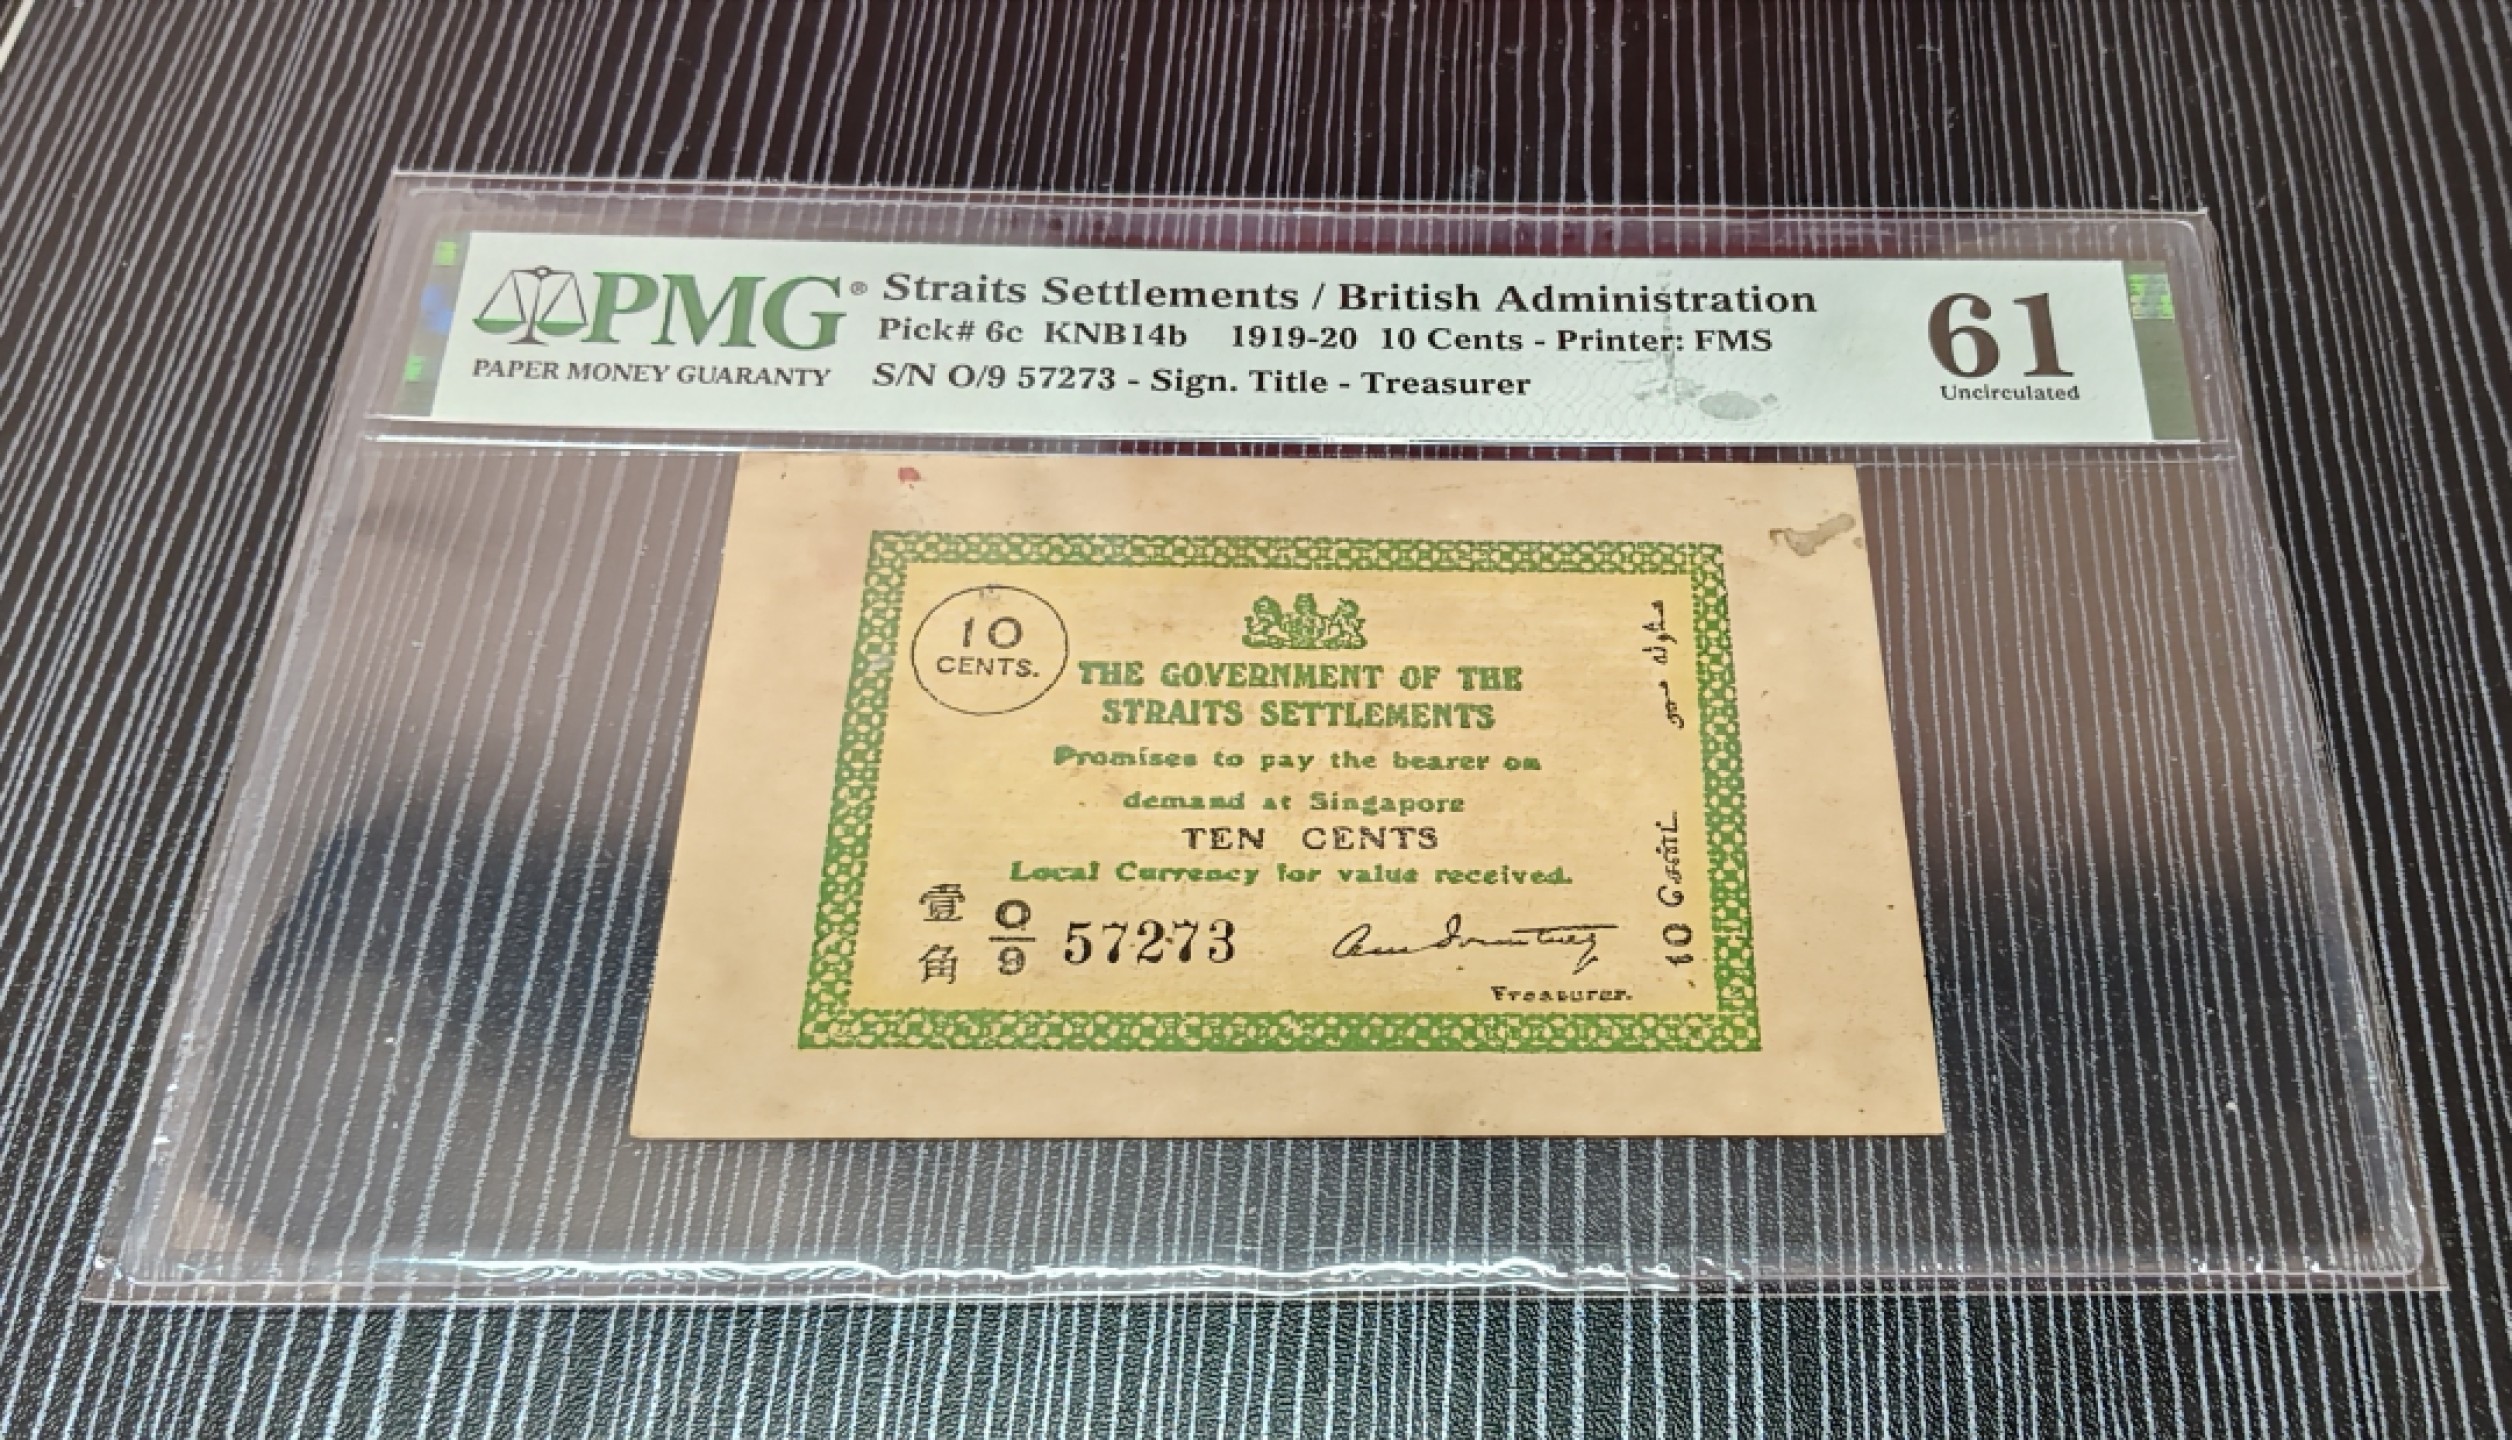 PMG®
PAPER MONEY GUARANTY
Straits Settlements / British Administration
Pick# 6c KNB14b 1919-20 10 Cents - Printer: FMS
S/N O/9 57273 - Sign. Title - Treasurer
61
Uncirculated
10
CENTS.
THE GOVERNMENT OF THE
STRAITS SETTLEMENTS
Promises to pay the bearer on
demand at Singapore
TEN CENTS
Local Currency for value received.
壹
角
O
9
57273
Treasurer.
10 சென்ட்